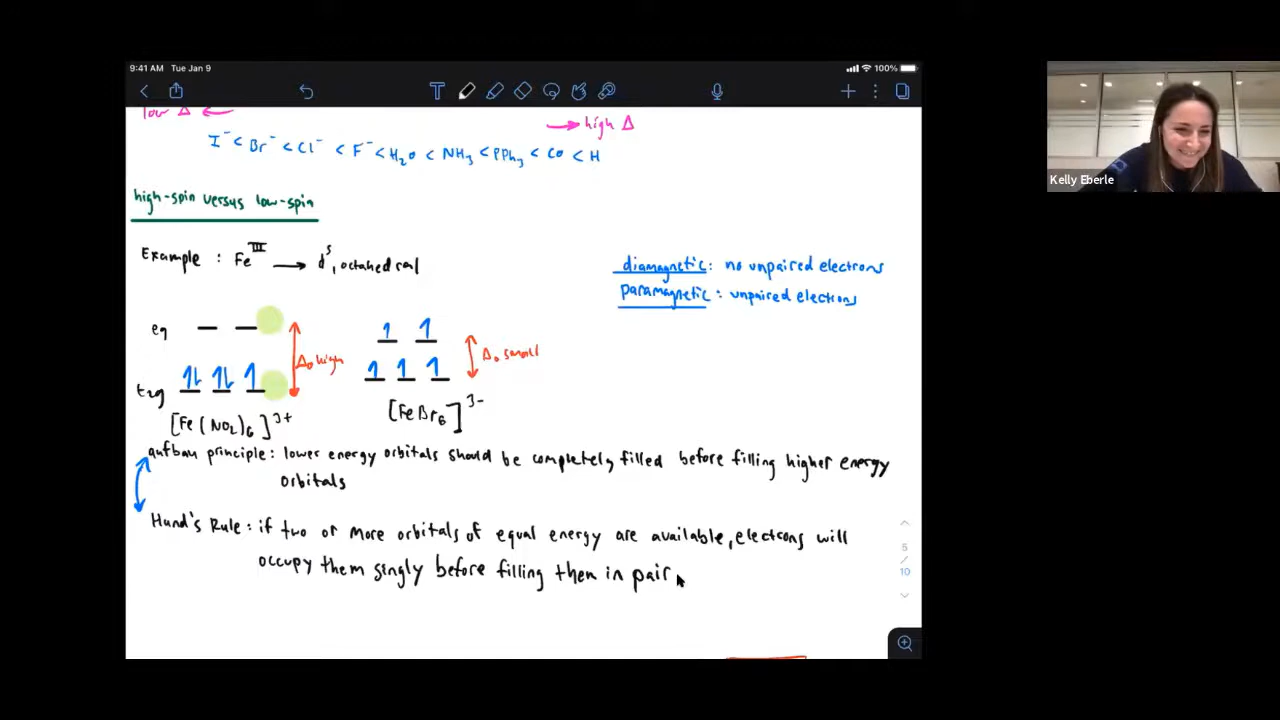 9:41 AM Tue Jan 9
100%
low Δ ←
→ high Δ
I⁻ < Br⁻ < Cl⁻ < F⁻ < H₂O < NH₃ < PPh₃ < CO < H
Kelly Eberle
high-spin versus low-spin
Example : Fe^III → d⁵, octahedral
diamagnetic : no unpaired electrons
paramagnetic : unpaired electrons
eg
Δo high
Δo small
t2g
[Fe(NO₂)₆]³⁺
[FeBr₆]³⁻
aufbau principle : lower energy orbitals should be completely filled before filling higher energy
orbitals
Hund's Rule : if two or more orbitals of equal energy are available, electrons will
occupy them singly before filling them in pair
5
/
10